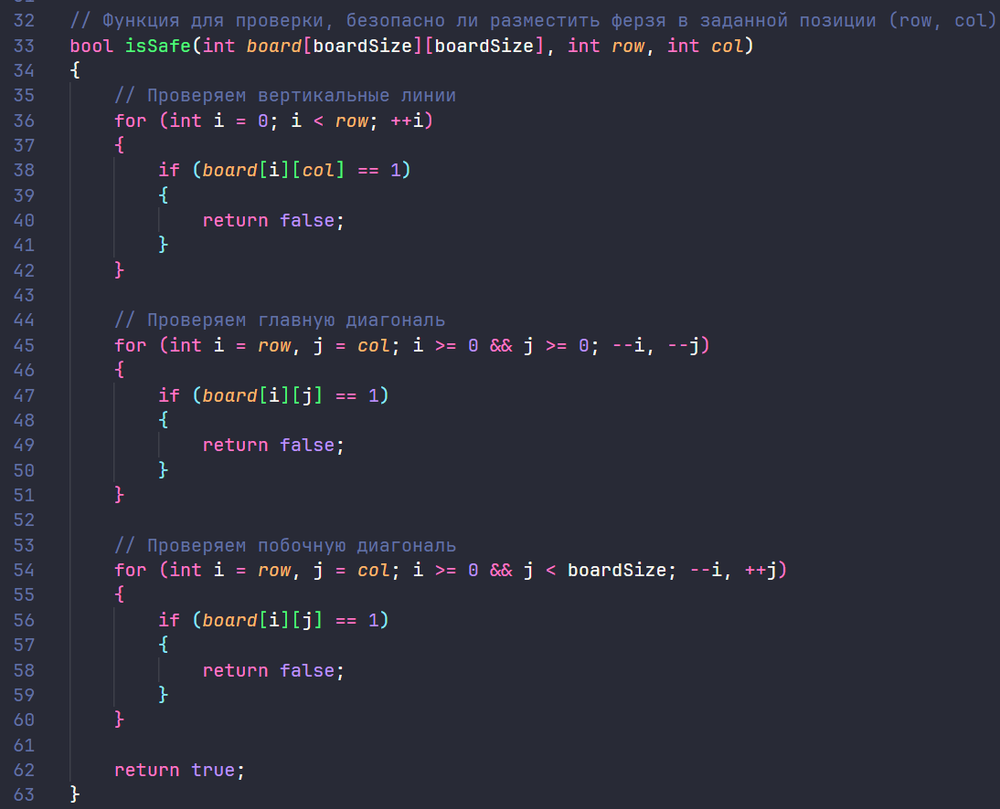 32 // Функция для проверки, безопасно ли разместить ферзя в заданной позиции (row, col)
33 bool isSafe(int board[boardSize][boardSize], int row, int col)
34 {
35     // Проверяем вертикальные линии
36     for (int i = 0; i < row; ++i)
37     {
38         if (board[i][col] == 1)
39         {
40             return false;
41         }
42     }
43
44     // Проверяем главную диагональ
45     for (int i = row, j = col; i >= 0 && j >= 0; --i, --j)
46     {
47         if (board[i][j] == 1)
48         {
49             return false;
50         }
51     }
52
53     // Проверяем побочную диагональ
54     for (int i = row, j = col; i >= 0 && j < boardSize; --i, ++j)
55     {
56         if (board[i][j] == 1)
57         {
58             return false;
59         }
60     }
61
62     return true;
63 }